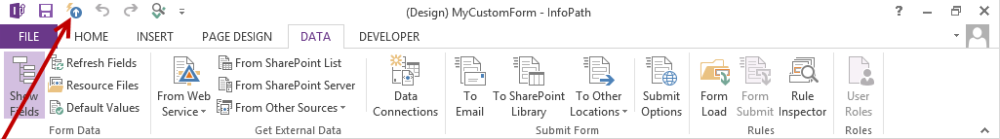 (Design) MyCustomForm - InfoPath
FILE HOME INSERT PAGE DESIGN DATA DEVELOPER
Show Fields
Refresh Fields
Resource Files
Default Values
Form Data
From Web Service
From SharePoint List
From SharePoint Server
From Other Sources
Data Connections
Get External Data
To Email
To SharePoint Library
To Other Locations
Submit Options
Submit Form
Form Load
Form Submit
Rule Inspector
Rules
User Roles
Roles